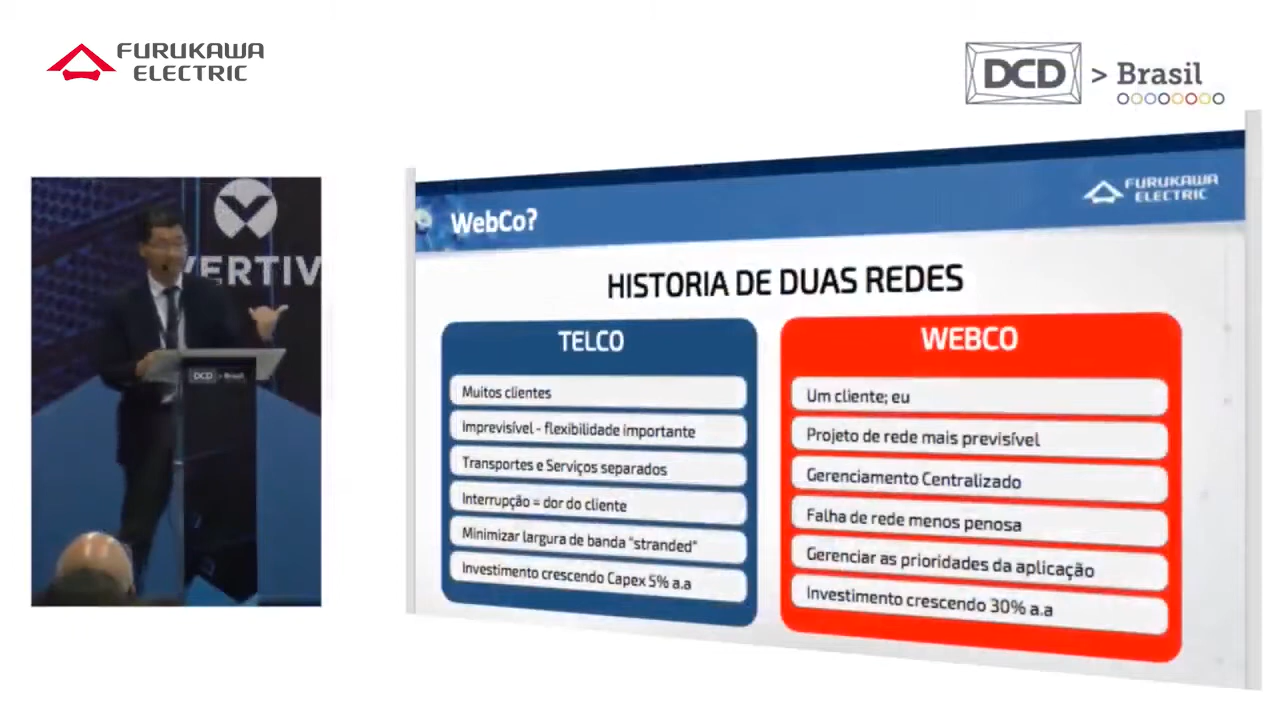 FURUKAWA
ELECTRIC
DCD > Brasil
VERTIV
DCD > Brasil
FURUKAWA
ELECTRIC
WebCo?
HISTORIA DE DUAS REDES
TELCO
Muitos clientes
Imprevisível - flexibilidade importante
Transportes e Serviços separados
Interrupção = dor do cliente
Minimizar largura de banda "stranded"
Investimento crescendo Capex 5% a.a
WEBCO
Um cliente; eu
Projeto de rede mais previsível
Gerenciamento Centralizado
Falha de rede menos penosa
Gerenciar as prioridades da aplicação
Investimento crescendo 30% a.a